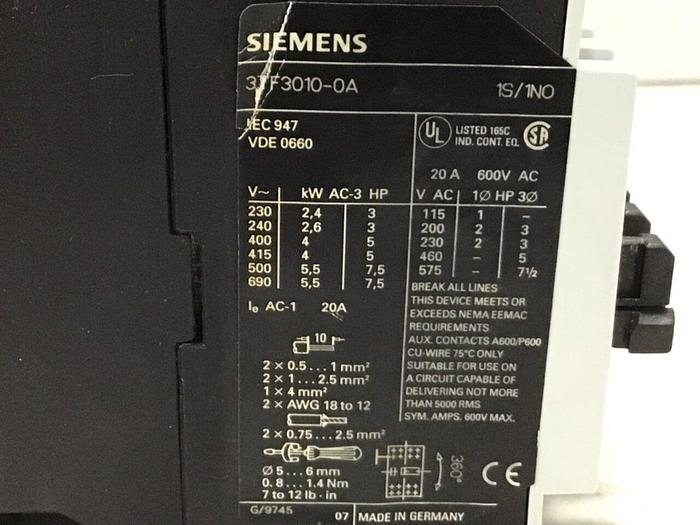 SIEMENS
3TF3010-0A 1S/1NO
IEC 947
VDE 0660
UL LISTED 165C
IND. CONT. EQ. SA
20 A 600V AC
V~ kW AC-3 HP
230 2,4 3
240 2,6 3
400 4 5
415 4 5
500 5,5 7,5
690 5,5 7,5
Ie AC-1 20A
V AC 1Ø HP 3Ø
115 1 –
200 2 3
230 2 3
460 – 5
575 – 7½
BREAK ALL LINES
THIS DEVICE MEETS OR
EXCEEDS NEMA EEMAC
REQUIREMENTS
AUX. CONTACTS A600/P600
CU-WIRE 75°C ONLY
SUITABLE FOR USE ON
A CIRCUIT CAPABLE OF
DELIVERING NOT MORE
THAN 5000 RMS
SYM. AMPS. 600V MAX.
10
2 × 0.5...1 mm²
2 × 1...2.5 mm²
1 × 4 mm²
2 × AWG 18 to 12
2 × 0.75...2.5 mm²
Ø 5...6 mm
0.8...1.4 Nm
7 to 12 lb·in
360°
CE
G/9745 07 MADE IN GERMANY